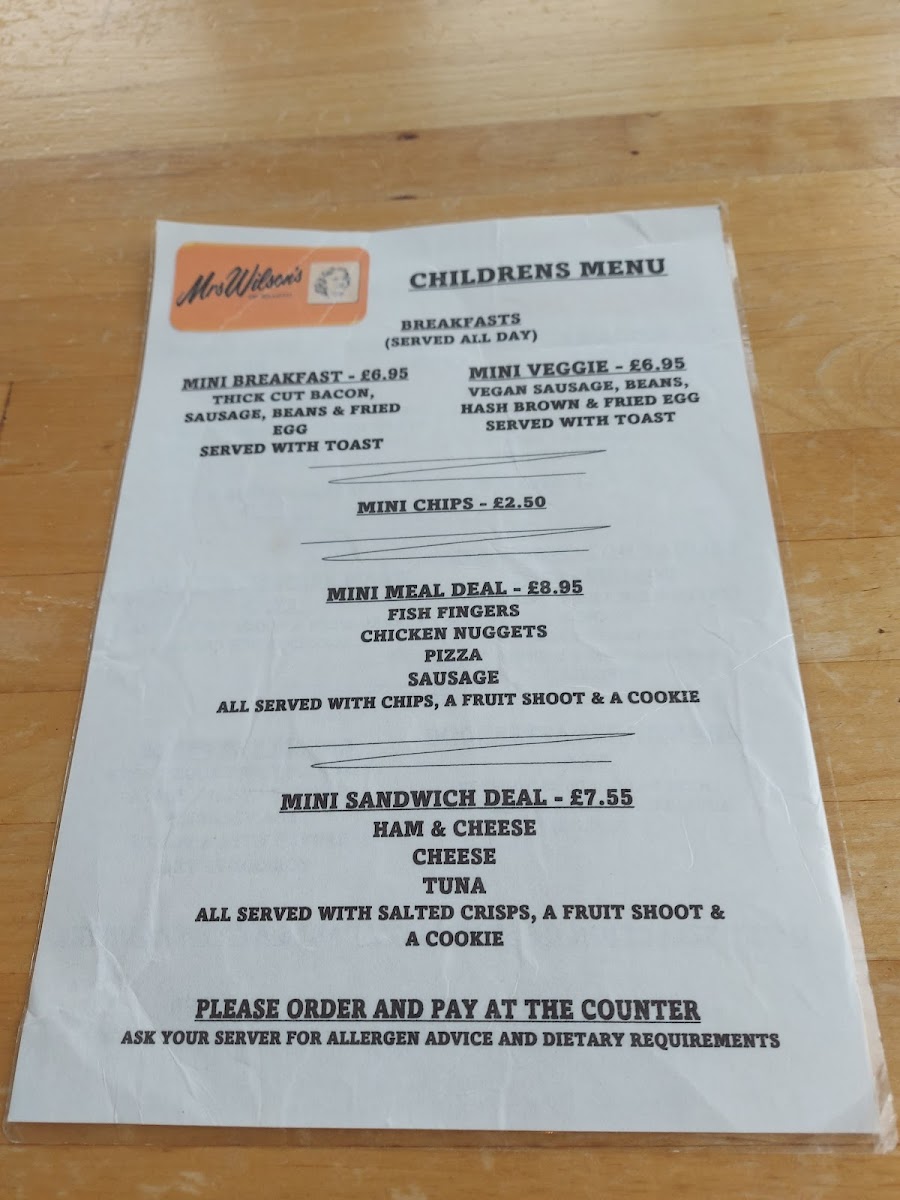 Mrs Wilson's
CHILDRENS MENU
BREAKFASTS
(SERVED ALL DAY)
MINI BREAKFAST - £6.95
THICK CUT BACON,
SAUSAGE, BEANS & FRIED
EGG
SERVED WITH TOAST
MINI VEGGIE - £6.95
VEGAN SAUSAGE, BEANS,
HASH BROWN & FRIED EGG
SERVED WITH TOAST
MINI CHIPS - £2.50
MINI MEAL DEAL - £8.95
FISH FINGERS
CHICKEN NUGGETS
PIZZA
SAUSAGE
ALL SERVED WITH CHIPS, A FRUIT SHOOT & A COOKIE
MINI SANDWICH DEAL - £7.55
HAM & CHEESE
CHEESE
TUNA
ALL SERVED WITH SALTED CRISPS, A FRUIT SHOOT &
A COOKIE
PLEASE ORDER AND PAY AT THE COUNTER
ASK YOUR SERVER FOR ALLERGEN ADVICE AND DIETARY REQUIREMENTS